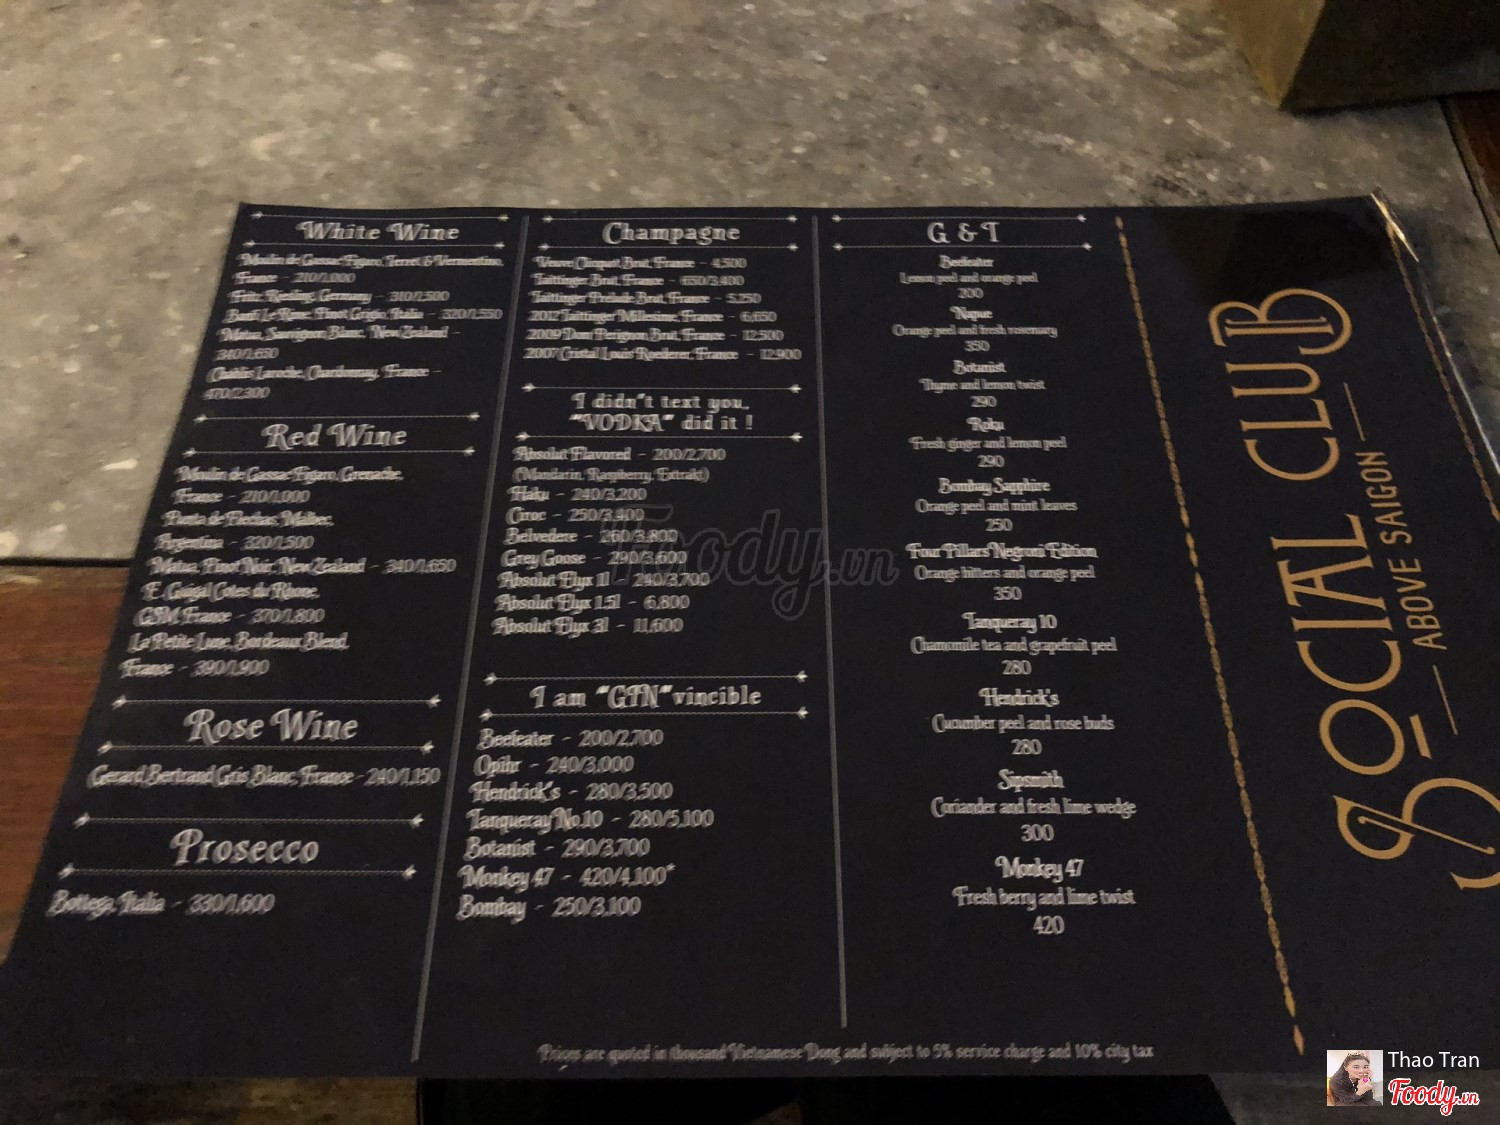 White Wine
Moulin de Gassac Figaro, Terret & Vermentino,
France - 210/1,000
Fritz, Riesling, Germany - 310/1,500
Banfi Le Rime, Pinot Grigio, Italia - 320/1,550
Matua, Sauvignon Blanc, New Zealand -
340/1,650
Chablis Laroche, Chardonnay, France -
470/2,300
Red Wine
Moulin de Gassac Figaro, Grenache,
France - 210/1,000
Punta de Flechas, Malbec,
Argentina - 320/1,500
Matua, Pinot Noir, New Zealand - 340/1,650
E. Guigal Cotes du Rhone,
GSM, France - 370/1,800
La Petite Lune, Bordeaux Blend,
France - 390/1,900
Rose Wine
Gerard Bertrand Gris Blanc, France - 240/1,150
Prosecco
Bottega, Italia - 330/1,600
Champagne
Veuve Clicquot Brut, France - 4,500
Taittinger Brut, France - 650/3,400
Taittinger Prelude Brut, France - 5,250
2012 Taittinger Millesime, France - 6,650
2009 Dom Perignon, Brut, France - 12,500
2007 Cristal Louis Roederer, France - 12,900
I didn't text you,
"VODKA" did it !
Absolut Flavored - 200/2,700
(Mandarin, Raspberry, Extrakt)
Haku - 240/3,200
Ciroc - 250/3,400
Belvedere - 260/3,800
Grey Goose - 290/3,600
Absolut Elyx 1l - 240/3,700
Absolut Elyx 1.5l - 6,800
Absolut Elyx 3l - 11,600
I am "GIN"vincible
Beefeater - 200/2,700
Opihr - 240/3,000
Hendrick's - 280/3,500
Tanqueray No.10 - 280/5,100
Botanist - 290/3,700
Monkey 47 - 420/4,100*
Bombay - 250/3,100
G & T
Beefeater
Lemon peel and orange peel
200
Napue
Orange peel and fresh rosemary
350
Botanist
Thyme and lemon twist
290
Roku
Fresh ginger and lemon peel
290
Bombay Sapphire
Orange peel and mint leaves
250
Four Pillars Negroni Edition
Orange bitters and orange peel
350
Tanqueray 10
Chamomile tea and grapefruit peel
280
Hendrick's
Cucumber peel and rose buds
280
Sipsmith
Coriander and fresh lime wedge
300
Monkey 47
Fresh berry and lime twist
420
Prices are quoted in thousand Vietnamese Dong and subject to 5% service charge and 10% city tax
SOCIAL CLUB
ABOVE SAIGON
Foody.vn
Thao Tran
Foody.vn